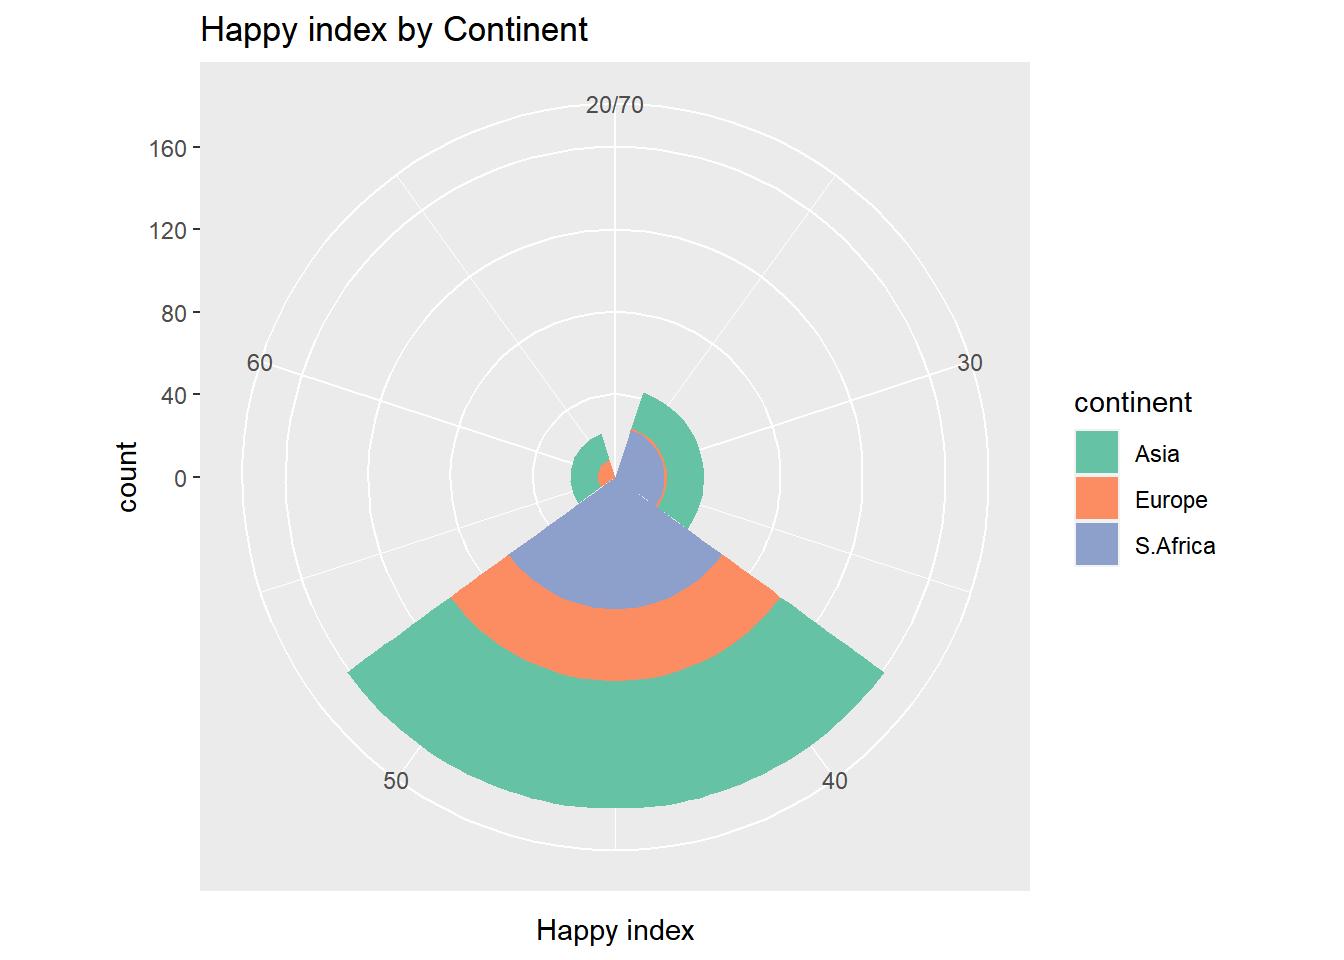 Happy index by Continent
20/70
160
120
80
60
30
40
0
count
50
40
Happy index
continent
Asia
Europe
S.Africa